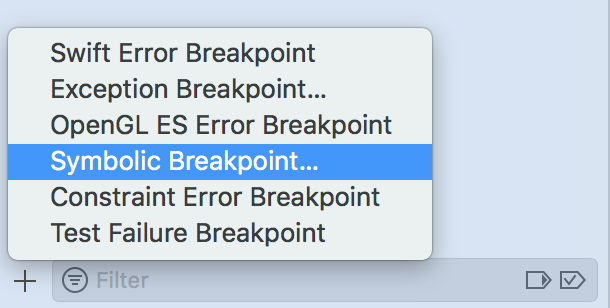 Swift Error Breakpoint
Exception Breakpoint...
OpenGL ES Error Breakpoint
Symbolic Breakpoint...
Constraint Error Breakpoint
Test Failure Breakpoint
Filter